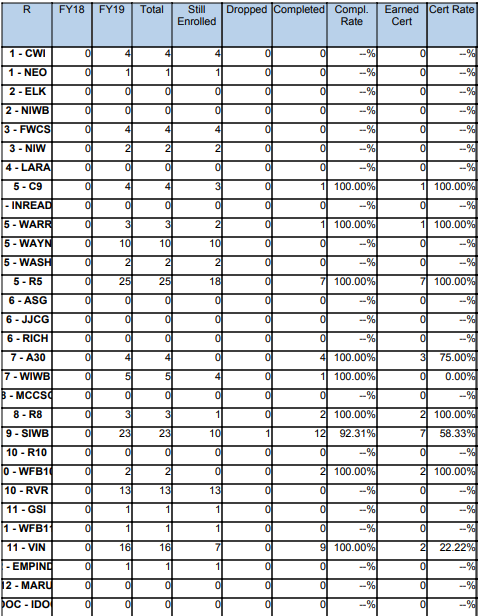 R FY18 FY19 Total Still Enrolled Dropped Completed Compl. Rate Earned Cert Cert Rate
1 - CWI 0 4 4 4 0 0 --% 0 --%
1 - NEO 0 1 1 1 0 0 --% 0 --%
2 - ELK 0 0 0 0 0 0 --% 0 --%
2 - NIWB 0 0 0 0 0 0 --% 0 --%
3 - FWCS 0 4 4 4 0 0 --% 0 --%
3 - NIW 0 2 2 2 0 0 --% 0 --%
4 - LARA 0 0 0 0 0 0 --% 0 --%
5 - C9 0 4 4 3 0 1 100.00% 1 100.00%
- INREAD 0 0 0 0 0 0 --% 0 --%
5 - WARR 0 3 3 2 0 1 100.00% 1 100.00%
5 - WAYN 0 10 10 10 0 0 --% 0 --%
5 - WASH 0 2 2 2 0 0 --% 0 --%
5 - R5 0 25 25 18 0 7 100.00% 7 100.00%
6 - ASG 0 0 0 0 0 0 --% 0 --%
6 - JJCG 0 0 0 0 0 0 --% 0 --%
6 - RICH 0 0 0 0 0 0 --% 0 --%
7 - A30 0 4 4 0 0 4 100.00% 3 75.00%
7 - WIWB 0 5 5 4 0 1 100.00% 0 0.00%
- MCCSC 0 0 0 0 0 0 --% 0 --%
8 - R8 0 3 3 1 0 2 100.00% 2 100.00%
9 - SIWB 0 23 23 10 1 12 92.31% 7 58.33%
10 - R10 0 0 0 0 0 0 --% 0 --%
0 - WFB1 0 2 2 0 0 2 100.00% 2 100.00%
10 - RVR 0 13 13 13 0 0 --% 0 --%
11 - GSI 0 1 1 1 0 0 --% 0 --%
1 - WFB1 0 1 1 1 0 0 --% 0 --%
11 - VIN 0 16 16 7 0 9 100.00% 2 22.22%
- EMPIND 0 1 1 1 0 0 --% 0 --%
12 - MARU 0 0 0 0 0 0 --% 0 --%
DOC - IDO 0 0 0 0 0 0 --% 0 --%